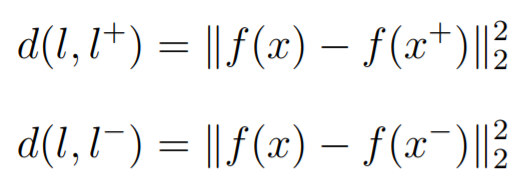 d(l, l⁺) = ‖f(x) − f(x⁺)‖₂²
d(l, l⁻) = ‖f(x) − f(x⁻)‖₂²